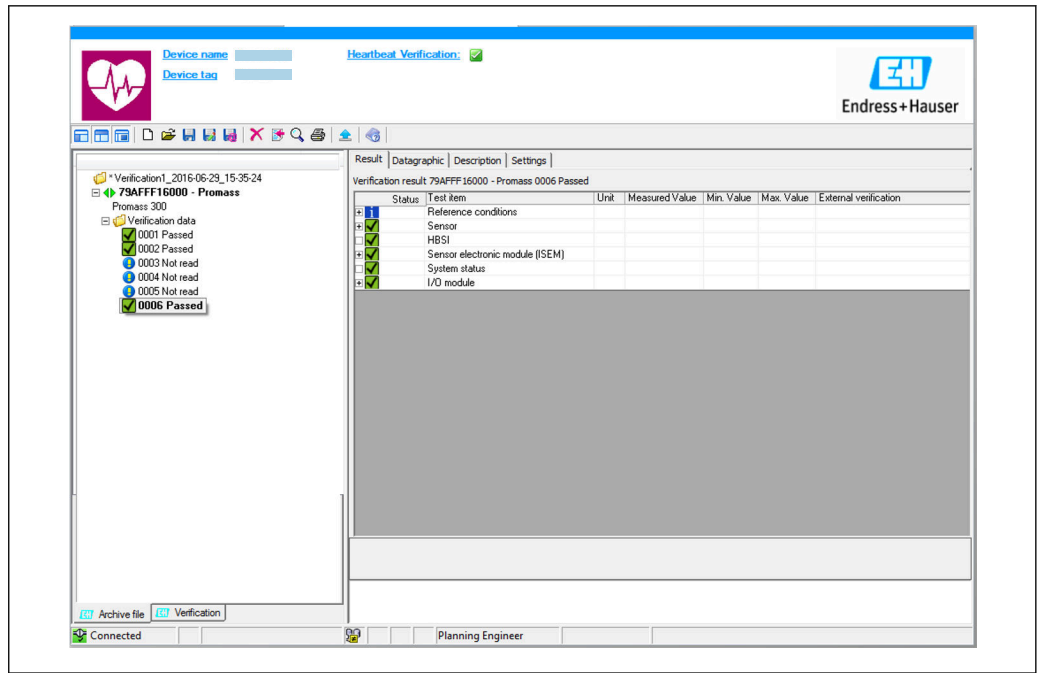 Device name
Heartbeat Verification:
Device tag
EH
Endress+Hauser
Result Datagraphic Description Settings
* Verification1_2016-06-29_15-35-24
79AFFF16000 - Promass
Promass 300
Verification data
0001 Passed
0002 Passed
0003 Not read
0004 Not read
0005 Not read
0006 Passed
Verification result 79AFFF16000 - Promass 0006 Passed
Status Test item Unit Measured Value Min. Value Max. Value External verification
i Reference conditions
Sensor
HBSI
Sensor electronic module (ISEM)
System status
I/O module
EH Archive file EH Verification
Connected Planning Engineer